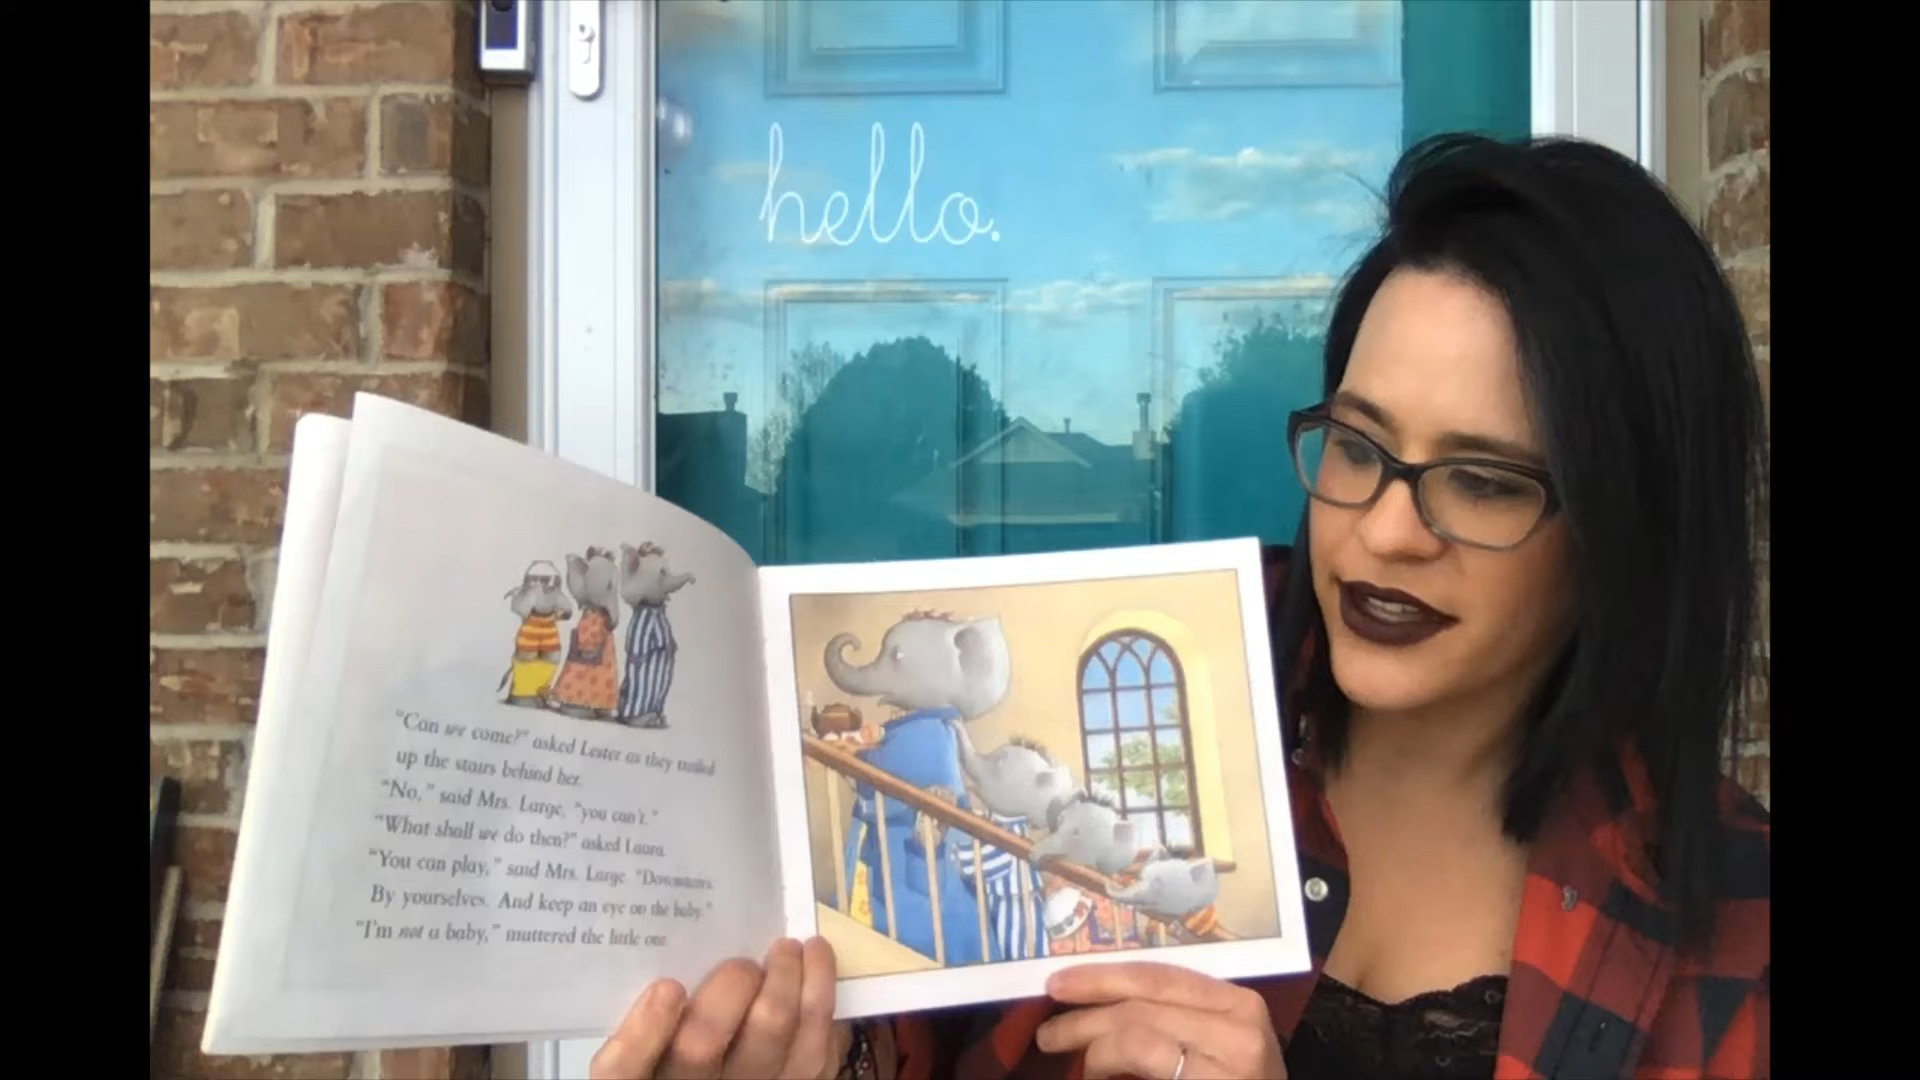 hello.
"Can we come?" asked Lester as they trailed
up the stairs behind her.
"No," said Mrs. Large, "you can't."
"What shall we do then?" asked Laura.
"You can play," said Mrs. Large. "Downstairs.
By yourselves. And keep an eye on the baby."
"I'm not a baby," muttered the little one.